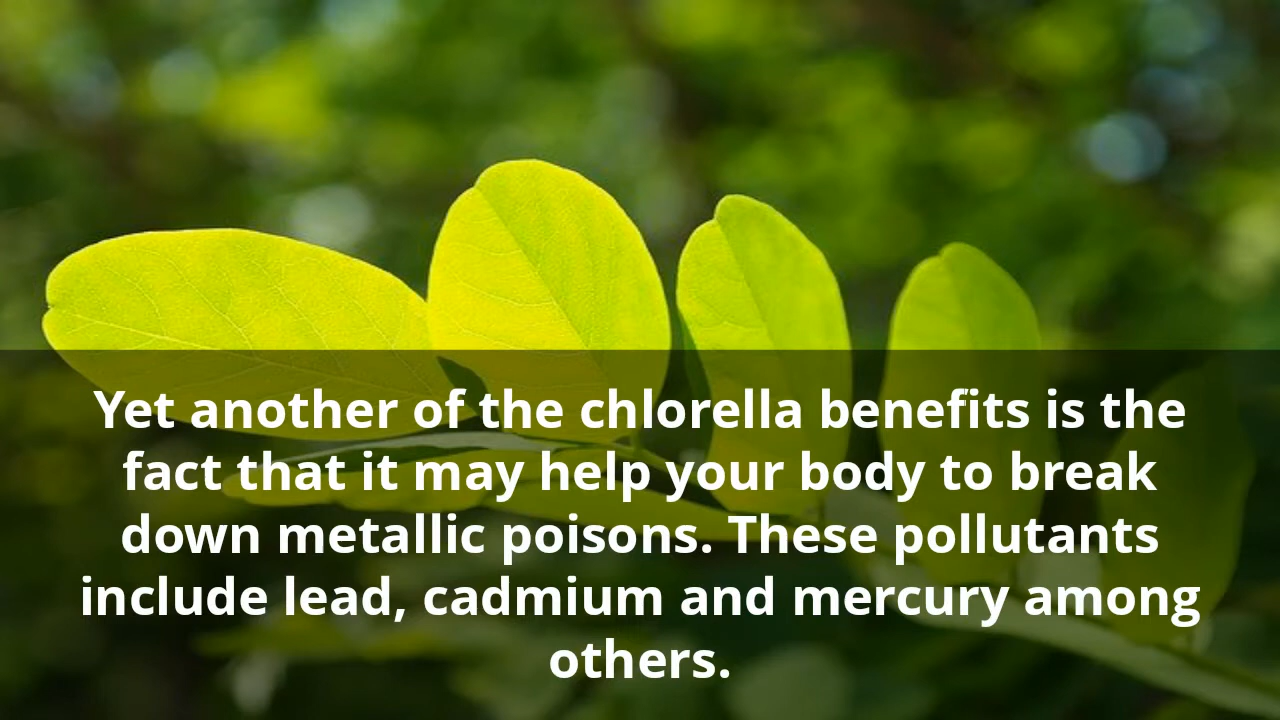 Yet another of the chlorella benefits is the
fact that it may help your body to break
down metallic poisons. These pollutants
include lead, cadmium and mercury among
others.